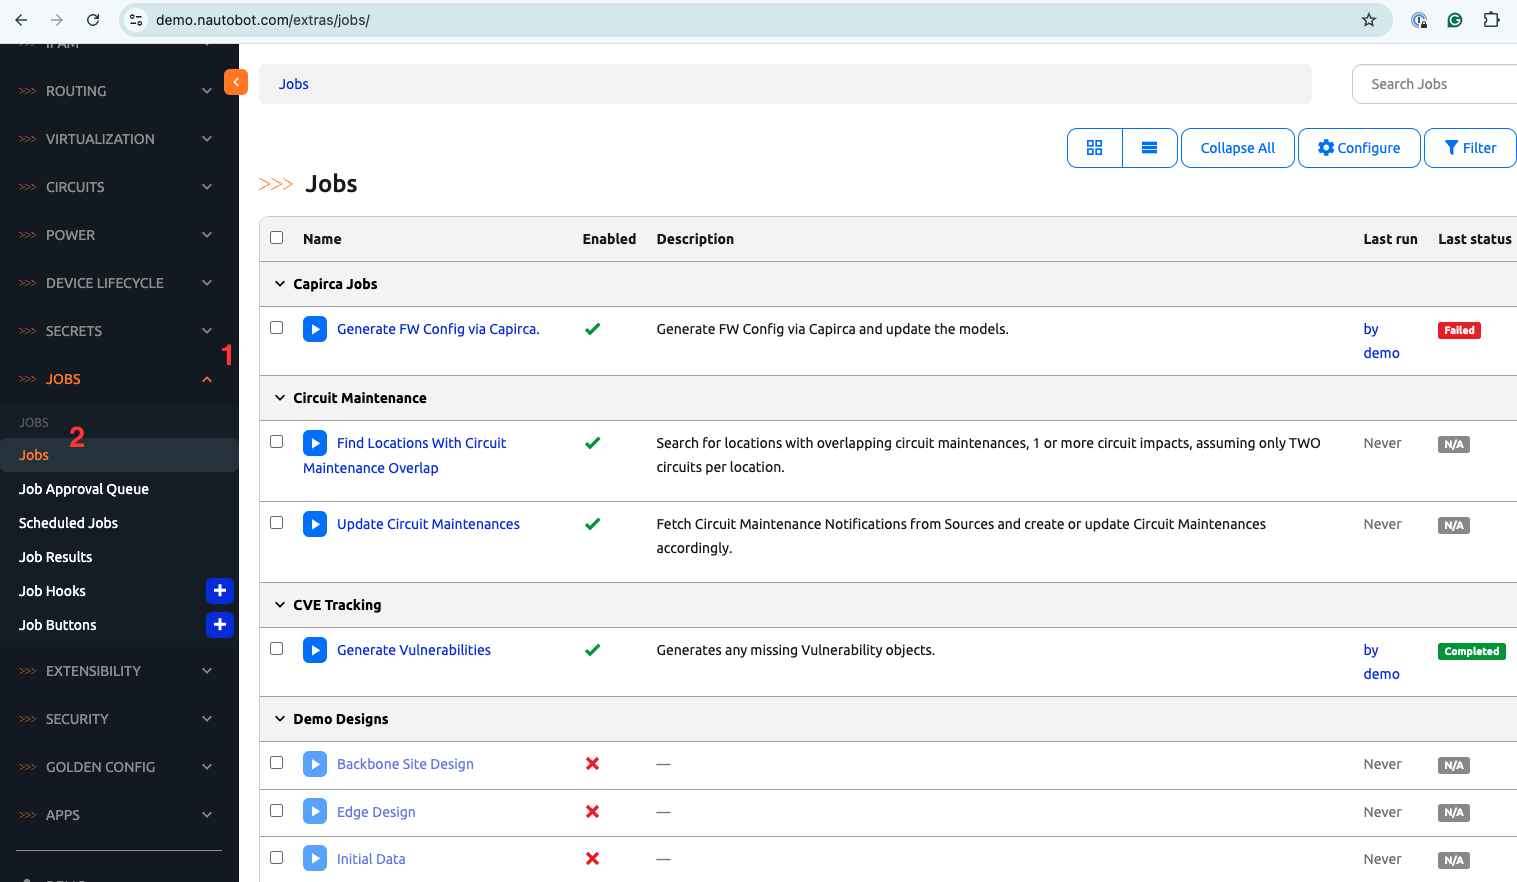 demo.nautobot.com/extras/jobs/
IPAM
ROUTING
VIRTUALIZATION
CIRCUITS
POWER
DEVICE LIFECYCLE
SECRETS
1
JOBS
JOBS
2
Jobs
Job Approval Queue
Scheduled Jobs
Job Results
Job Hooks
Job Buttons
EXTENSIBILITY
SECURITY
GOLDEN CONFIG
APPS
Jobs
Search Jobs
Collapse All
Configure
Filter
>>> Jobs
Name Enabled Description Last run Last status
Capirca Jobs
Generate FW Config via Capirca. Generate FW Config via Capirca and update the models. by Failed
demo
Circuit Maintenance
Find Locations With Circuit Search for locations with overlapping circuit maintenances, 1 or more circuit impacts, assuming only TWO Never N/A
Maintenance Overlap circuits per location.
Update Circuit Maintenances Fetch Circuit Maintenance Notifications from Sources and create or update Circuit Maintenances Never N/A
accordingly.
CVE Tracking
Generate Vulnerabilities Generates any missing Vulnerability objects. by Completed
demo
Demo Designs
Backbone Site Design — Never N/A
Edge Design — Never N/A
Initial Data — Never N/A